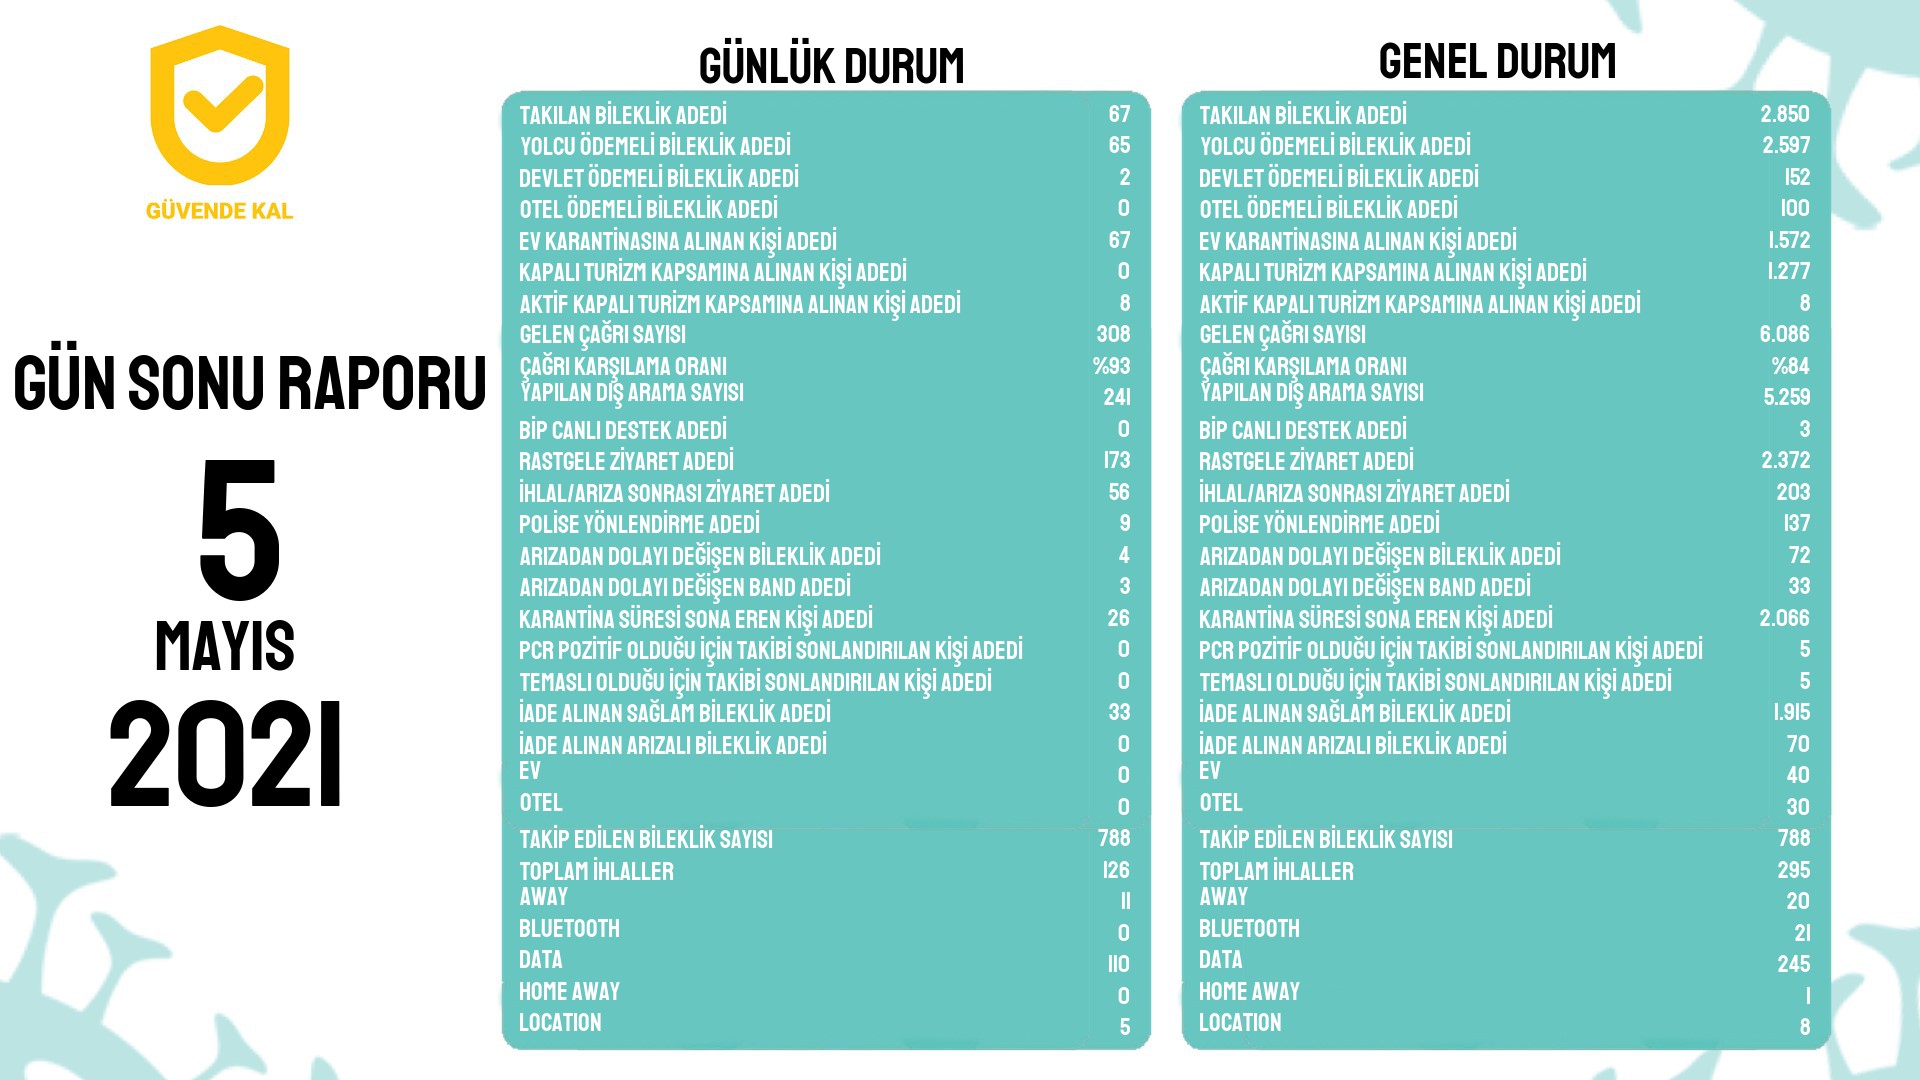 GÜVENDE KAL
GÜN SONU RAPORU
5
MAYIS
2021
GÜNLÜK DURUM
TAKILAN BİLEKLİK ADEDİ 67
YOLCU ÖDEMELİ BİLEKLİK ADEDİ 65
DEVLET ÖDEMELİ BİLEKLİK ADEDİ 2
OTEL ÖDEMELİ BİLEKLİK ADEDİ 0
EV KARANTİNASINA ALINAN KİŞİ ADEDİ 67
KAPALI TURİZM KAPSAMINA ALINAN KİŞİ ADEDİ 0
AKTİF KAPALI TURİZM KAPSAMINA ALINAN KİŞİ ADEDİ 8
GELEN ÇAĞRI SAYISI 308
ÇAĞRI KARŞILAMA ORANI %93
YAPILAN DIŞ ARAMA SAYISI 241
BİP CANLI DESTEK ADEDİ 0
RASTGELE ZİYARET ADEDİ 173
İHLAL/ARIZA SONRASI ZİYARET ADEDİ 56
POLİSE YÖNLENDİRME ADEDİ 9
ARIZADAN DOLAYI DEĞİŞEN BİLEKLİK ADEDİ 4
ARIZADAN DOLAYI DEĞİŞEN BAND ADEDİ 3
KARANTİNA SÜRESİ SONA EREN KİŞİ ADEDİ 26
PCR POZİTİF OLDUĞU İÇİN TAKİBİ SONLANDIRILAN KİŞİ ADEDİ 0
TEMASLI OLDUĞU İÇİN TAKİBİ SONLANDIRILAN KİŞİ ADEDİ 0
İADE ALINAN SAĞLAM BİLEKLİK ADEDİ 33
İADE ALINAN ARIZALI BİLEKLİK ADEDİ 0
EV 0
OTEL 0
TAKİP EDİLEN BİLEKLİK SAYISI 788
TOPLAM İHLALLER 126
AWAY 11
BLUETOOTH 0
DATA 110
HOME AWAY 0
LOCATION 5
GENEL DURUM
TAKILAN BİLEKLİK ADEDİ 2.850
YOLCU ÖDEMELİ BİLEKLİK ADEDİ 2.597
DEVLET ÖDEMELİ BİLEKLİK ADEDİ 152
OTEL ÖDEMELİ BİLEKLİK ADEDİ 100
EV KARANTİNASINA ALINAN KİŞİ ADEDİ 1.572
KAPALI TURİZM KAPSAMINA ALINAN KİŞİ ADEDİ 1.277
AKTİF KAPALI TURİZM KAPSAMINA ALINAN KİŞİ ADEDİ 8
GELEN ÇAĞRI SAYISI 6.086
ÇAĞRI KARŞILAMA ORANI %84
YAPILAN DIŞ ARAMA SAYISI 5.259
BİP CANLI DESTEK ADEDİ 3
RASTGELE ZİYARET ADEDİ 2.372
İHLAL/ARIZA SONRASI ZİYARET ADEDİ 203
POLİSE YÖNLENDİRME ADEDİ 137
ARIZADAN DOLAYI DEĞİŞEN BİLEKLİK ADEDİ 72
ARIZADAN DOLAYI DEĞİŞEN BAND ADEDİ 33
KARANTİNA SÜRESİ SONA EREN KİŞİ ADEDİ 2.066
PCR POZİTİF OLDUĞU İÇİN TAKİBİ SONLANDIRILAN KİŞİ ADEDİ 5
TEMASLI OLDUĞU İÇİN TAKİBİ SONLANDIRILAN KİŞİ ADEDİ 5
İADE ALINAN SAĞLAM BİLEKLİK ADEDİ 1.915
İADE ALINAN ARIZALI BİLEKLİK ADEDİ 70
EV 40
OTEL 30
TAKİP EDİLEN BİLEKLİK SAYISI 788
TOPLAM İHLALLER 295
AWAY 20
BLUETOOTH 21
DATA 245
HOME AWAY 1
LOCATION 8